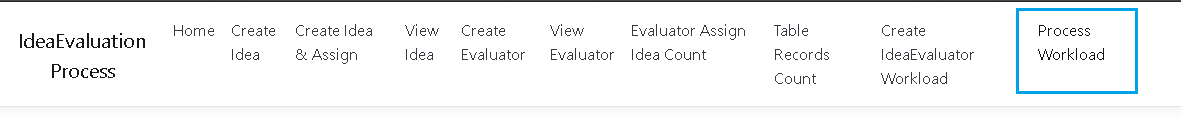 IdeaEvaluation
Process
Home
Create
Idea
Create Idea
& Assign
View
Idea
Create
Evaluator
View
Evaluator
Evaluator Assign
Idea Count
Table
Records
Count
Create
IdeaEvaluator
Workload
Process
Workload